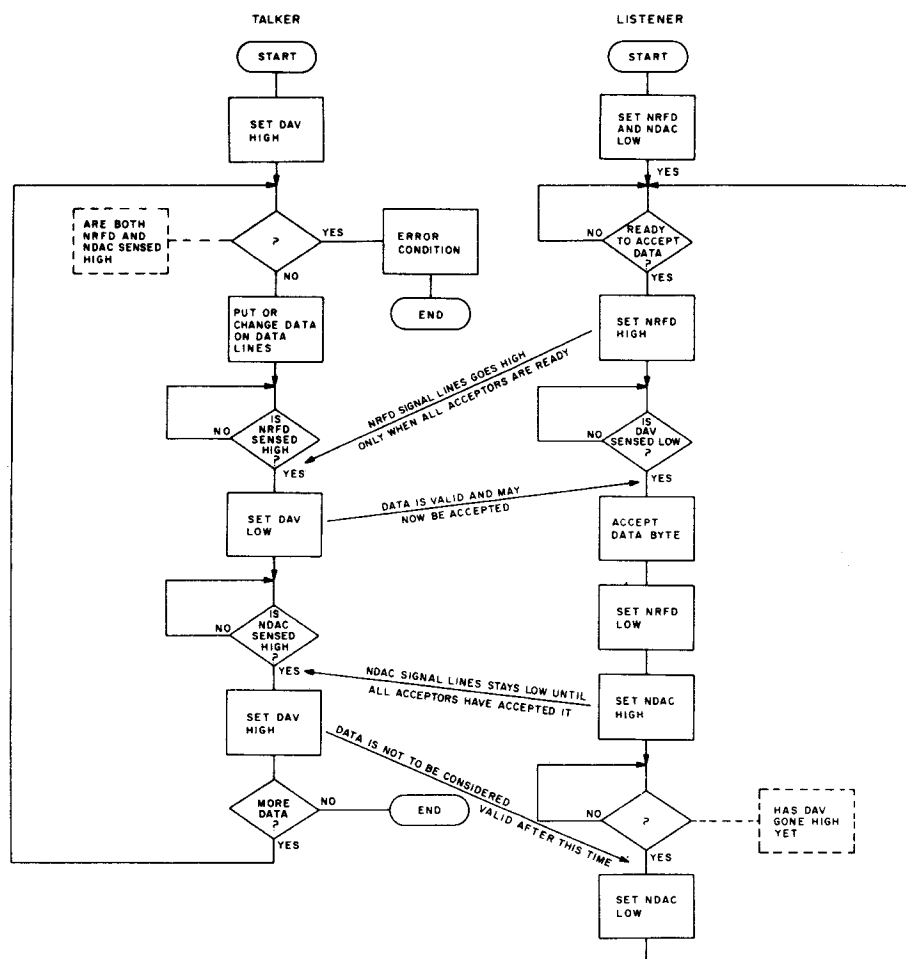 TALKER
START
SET DAV
HIGH
ARE BOTH
NRFD AND
NDAC SENSED
HIGH
?
YES
NO
ERROR
CONDITION
END
PUT OR
CHANGE DATA
ON DATA
LINES
IS
NRFD
SENSED
HIGH
?
NO
YES
SET DAV
LOW
IS
NDAC
SENSED
HIGH
?
NO
YES
SET DAV
HIGH
MORE
DATA
?
NO
END
YES
NRFD SIGNAL LINES GOES HIGH
ONLY WHEN ALL ACCEPTORS ARE READY
DATA IS VALID AND MAY
NOW BE ACCEPTED
NDAC SIGNAL LINES STAYS LOW UNTIL
ALL ACCEPTORS HAVE ACCEPTED IT
DATA IS NOT TO BE CONSIDERED
VALID AFTER THIS TIME
LISTENER
START
SET NRFD
AND NDAC
LOW
YES
READY
TO ACCEPT
DATA
?
NO
YES
SET NRFD
HIGH
IS
DAV
SENSED LOW
?
NO
YES
ACCEPT
DATA BYTE
SET NRFD
LOW
SET NDAC
HIGH
?
NO
HAS DAV
GONE HIGH
YET
YES
SET NDAC
LOW